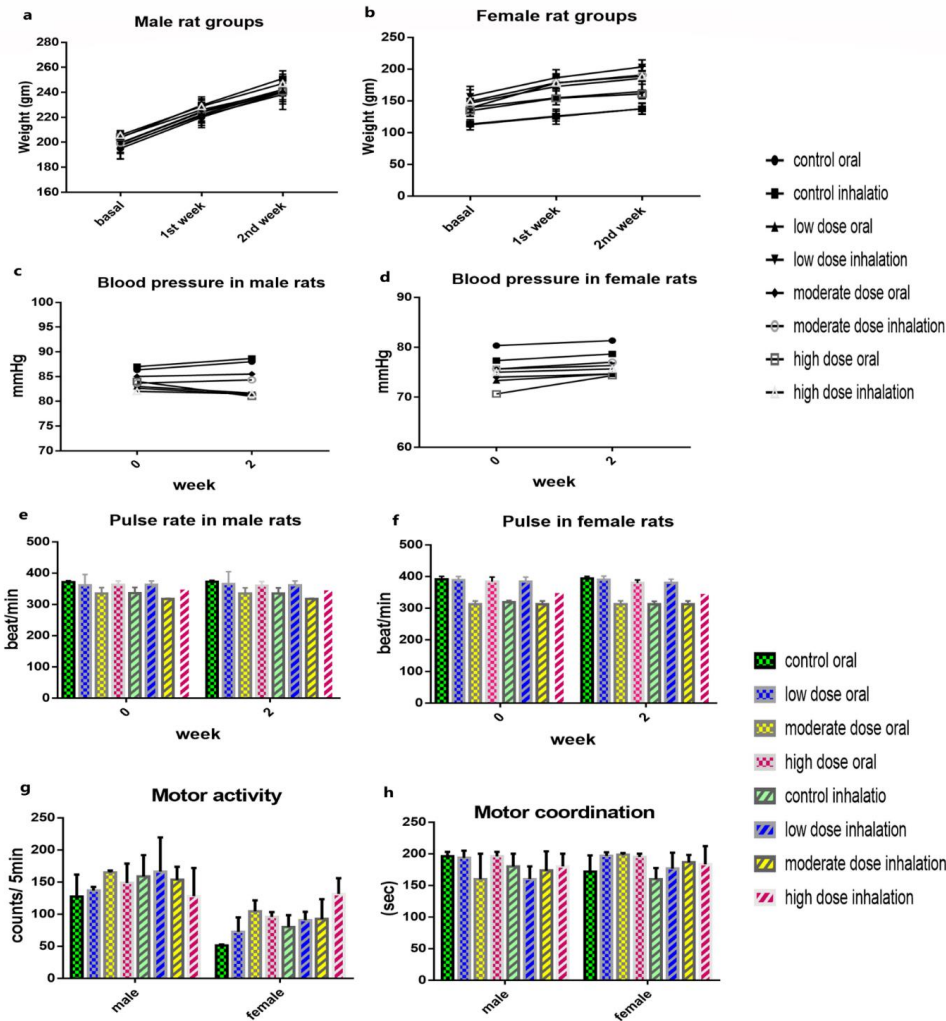 a
Male rat groups
Weight (gm)
260
240
220
200
180
160
basal
1st week
2nd week
b
Female rat groups
Weight (gm)
250
200
150
100
50
0
basal
1st week
2nd week
control oral
control inhalatio
low dose oral
low dose inhalation
moderate dose oral
moderate dose inhalation
high dose oral
high dose inhalation
c
Blood pressure in male rats
mmHg
100
95
90
85
80
75
70
0
2
week
d
Blood pressure in female rats
mmHg
90
80
70
60
0
2
week
e
Pulse rate in male rats
beat/min
500
400
300
200
100
0
0
2
week
f
Pulse in female rats
beat/min
500
400
300
200
100
0
0
2
week
control oral
low dose oral
moderate dose oral
high dose oral
control inhalatio
low dose inhalation
moderate dose inhalation
high dose inhalation
g
Motor activity
counts/ 5min
250
200
150
100
50
0
male
female
h
Motor coordination
(sec)
250
200
150
100
50
0
male
female